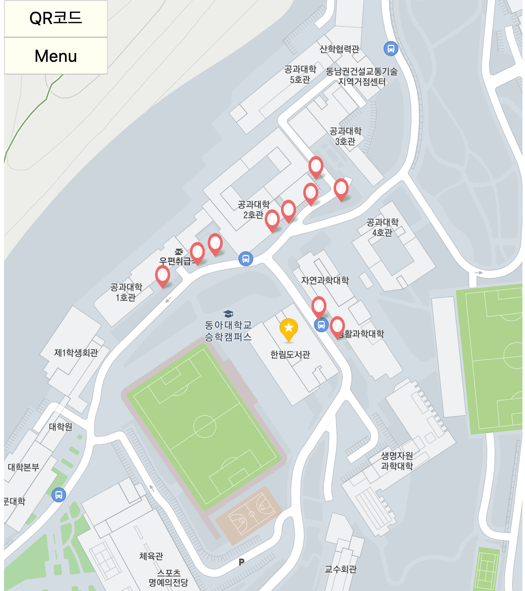 QR코드
Menu
산학협력관
공과대학
5호관
동남권건설교통기술
지역거점센터
공과대학
3호관
공과대학
2호관
공과대학
4호관
우편취급
자연과학대학
공과대학
1호관
동아대학교
승학캠퍼스
활과학대학
한림도서관
제1학생회관
대학원
대학본부
문대학
생명자원
과학대학
체육관
P
스포츠
명예의전당
교수회관